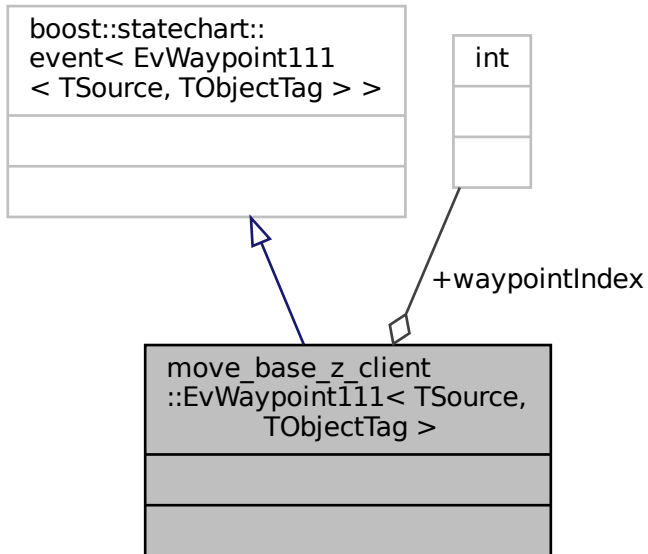 boost::statechart::
event< EvWaypoint111
< TSource, TObjectTag > >
int
+waypointIndex
move_base_z_client
::EvWaypoint111< TSource,
TObjectTag >